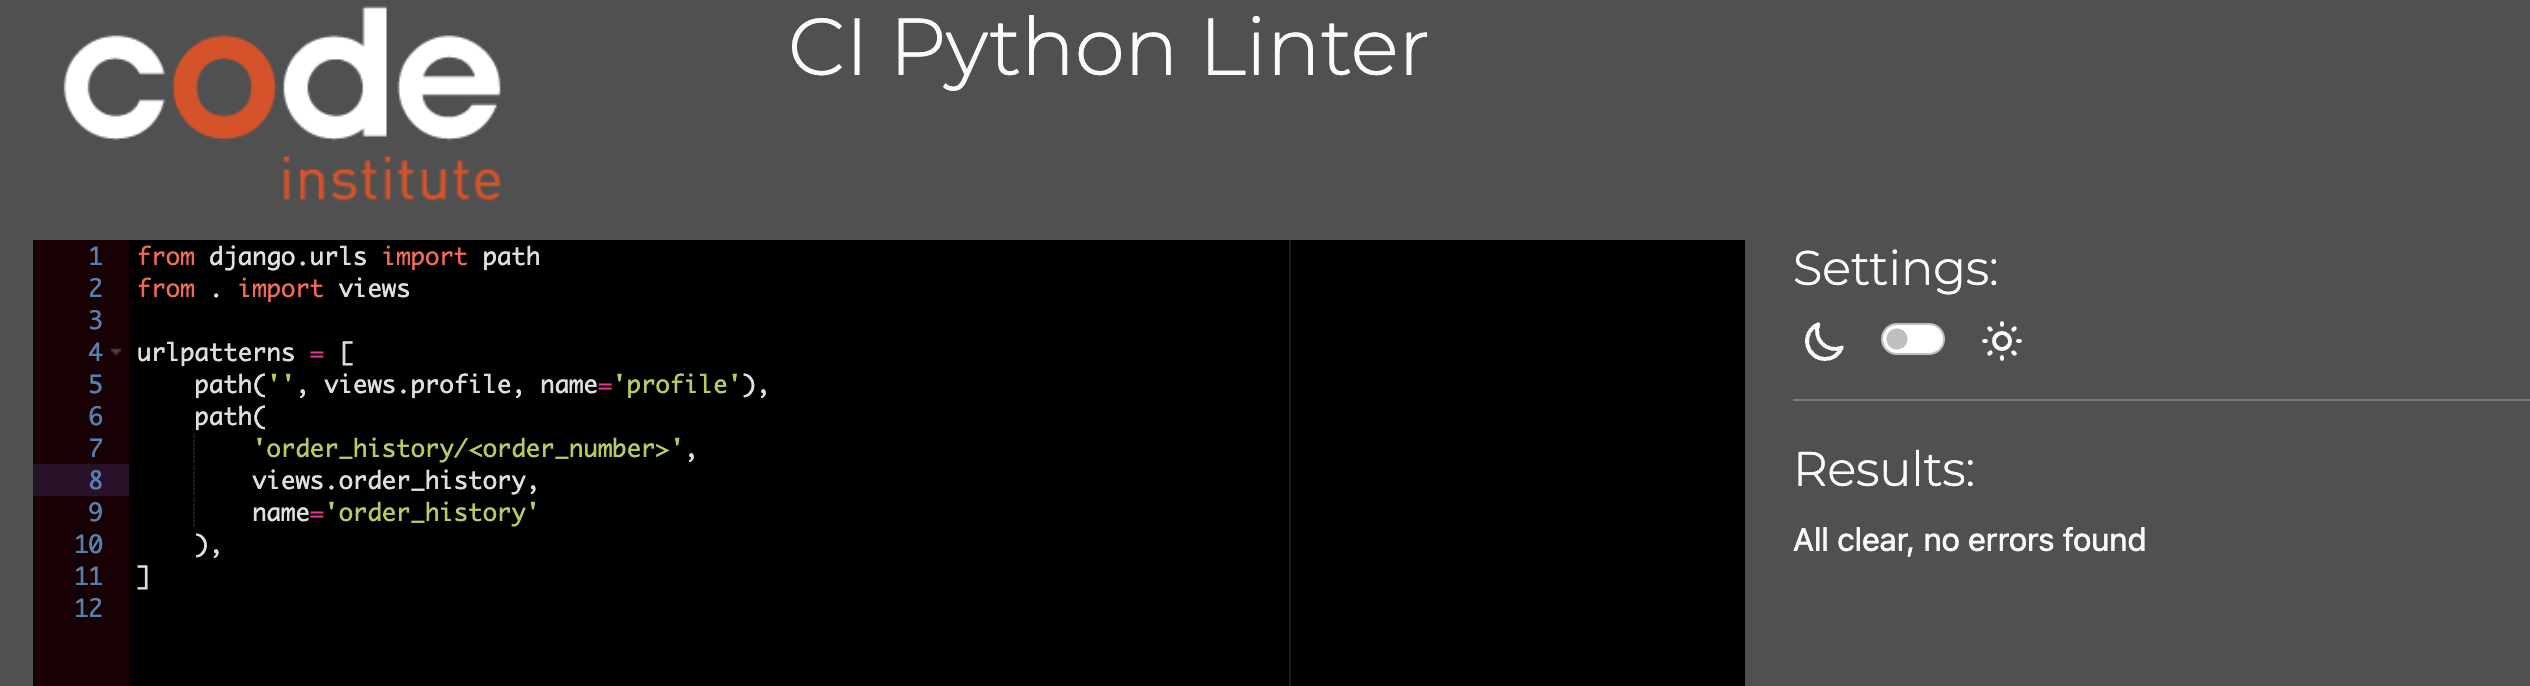 code
institute
CI Python Linter
1 from django.urls import path
2 from . import views
3
4 urlpatterns = [
5     path('', views.profile, name='profile'),
6     path(
7         'order_history/<order_number>',
8         views.order_history,
9         name='order_history'
10     ),
11 ]
12
Settings:
Results:
All clear, no errors found